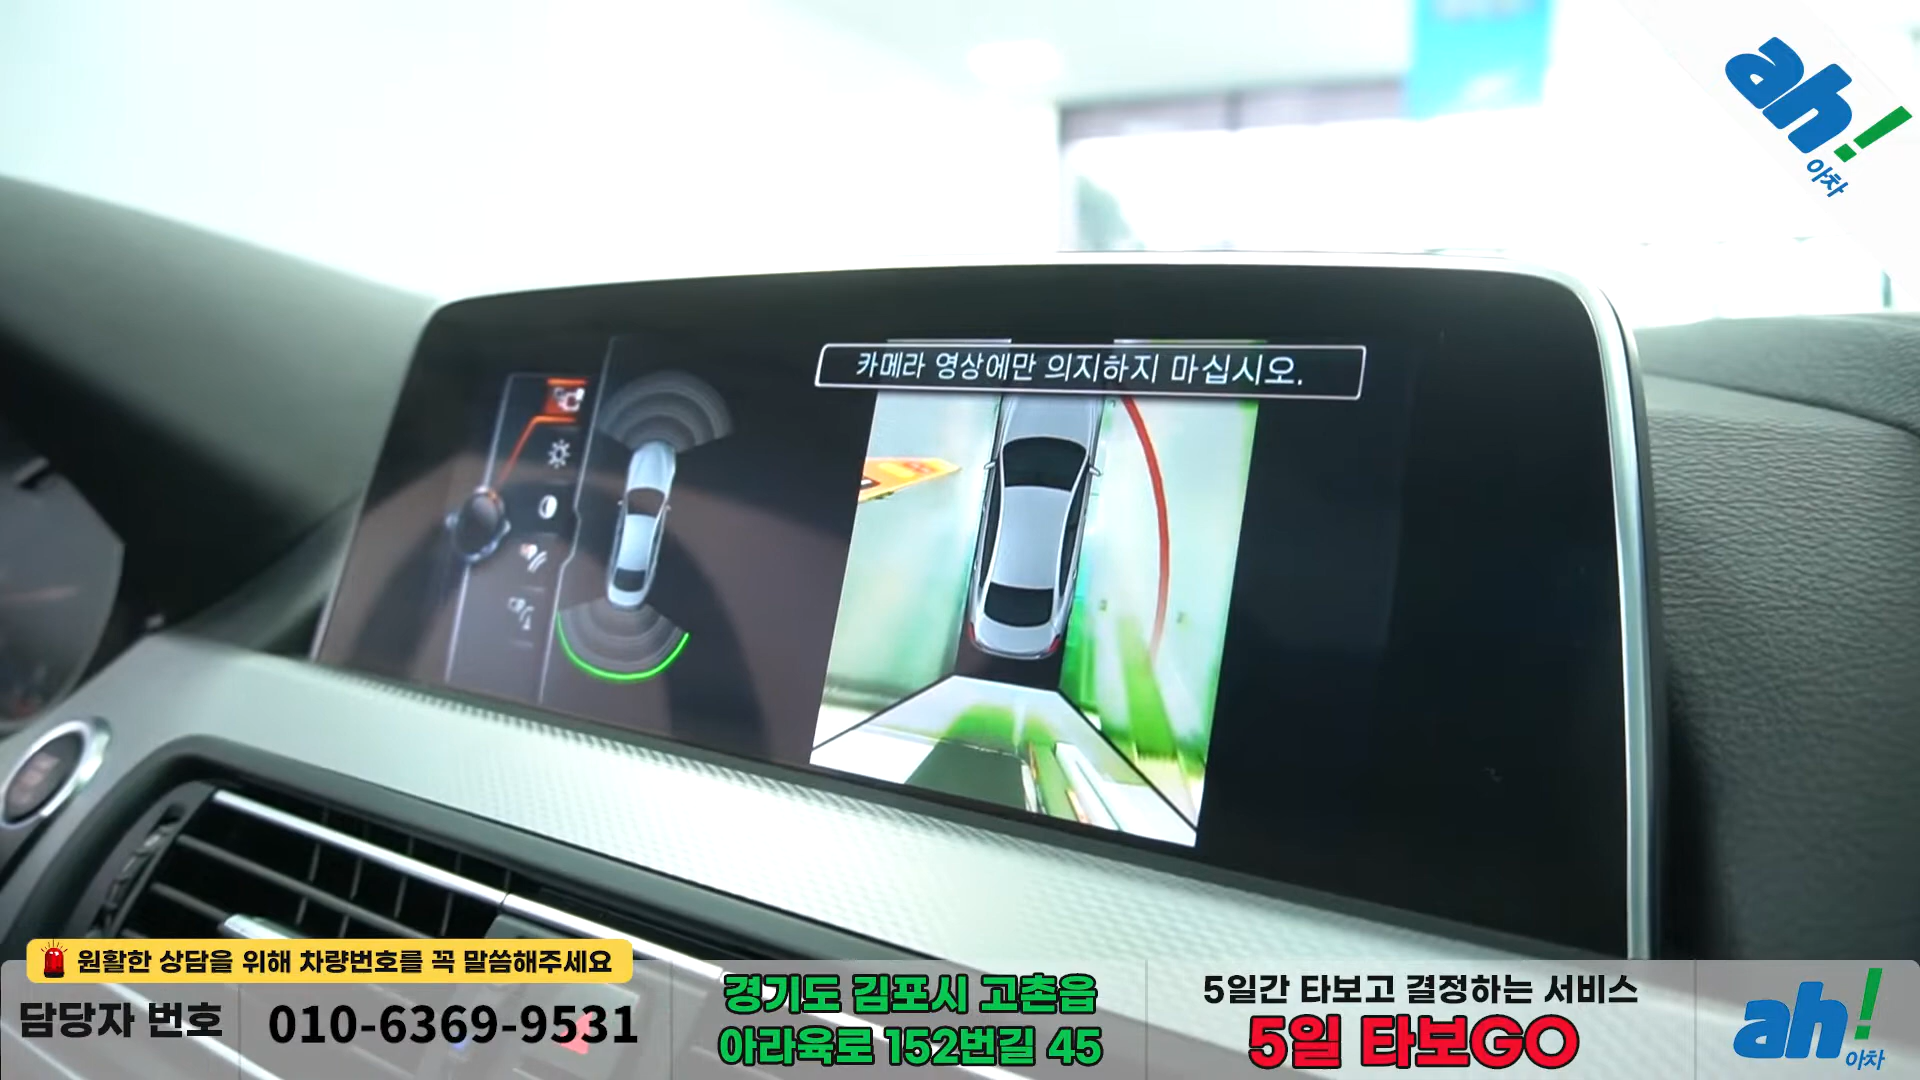 ah!
아차
카메라 영상에만 의지하지 마십시오.
원활한 상담을 위해 차량번호를 꼭 말씀해주세요
담당자 번호
010-6369-9531
경기도 김포시 고촌읍
아라육로 152번길 45
5일간 타보고 결정하는 서비스
5일 타보GO
ah!
아차